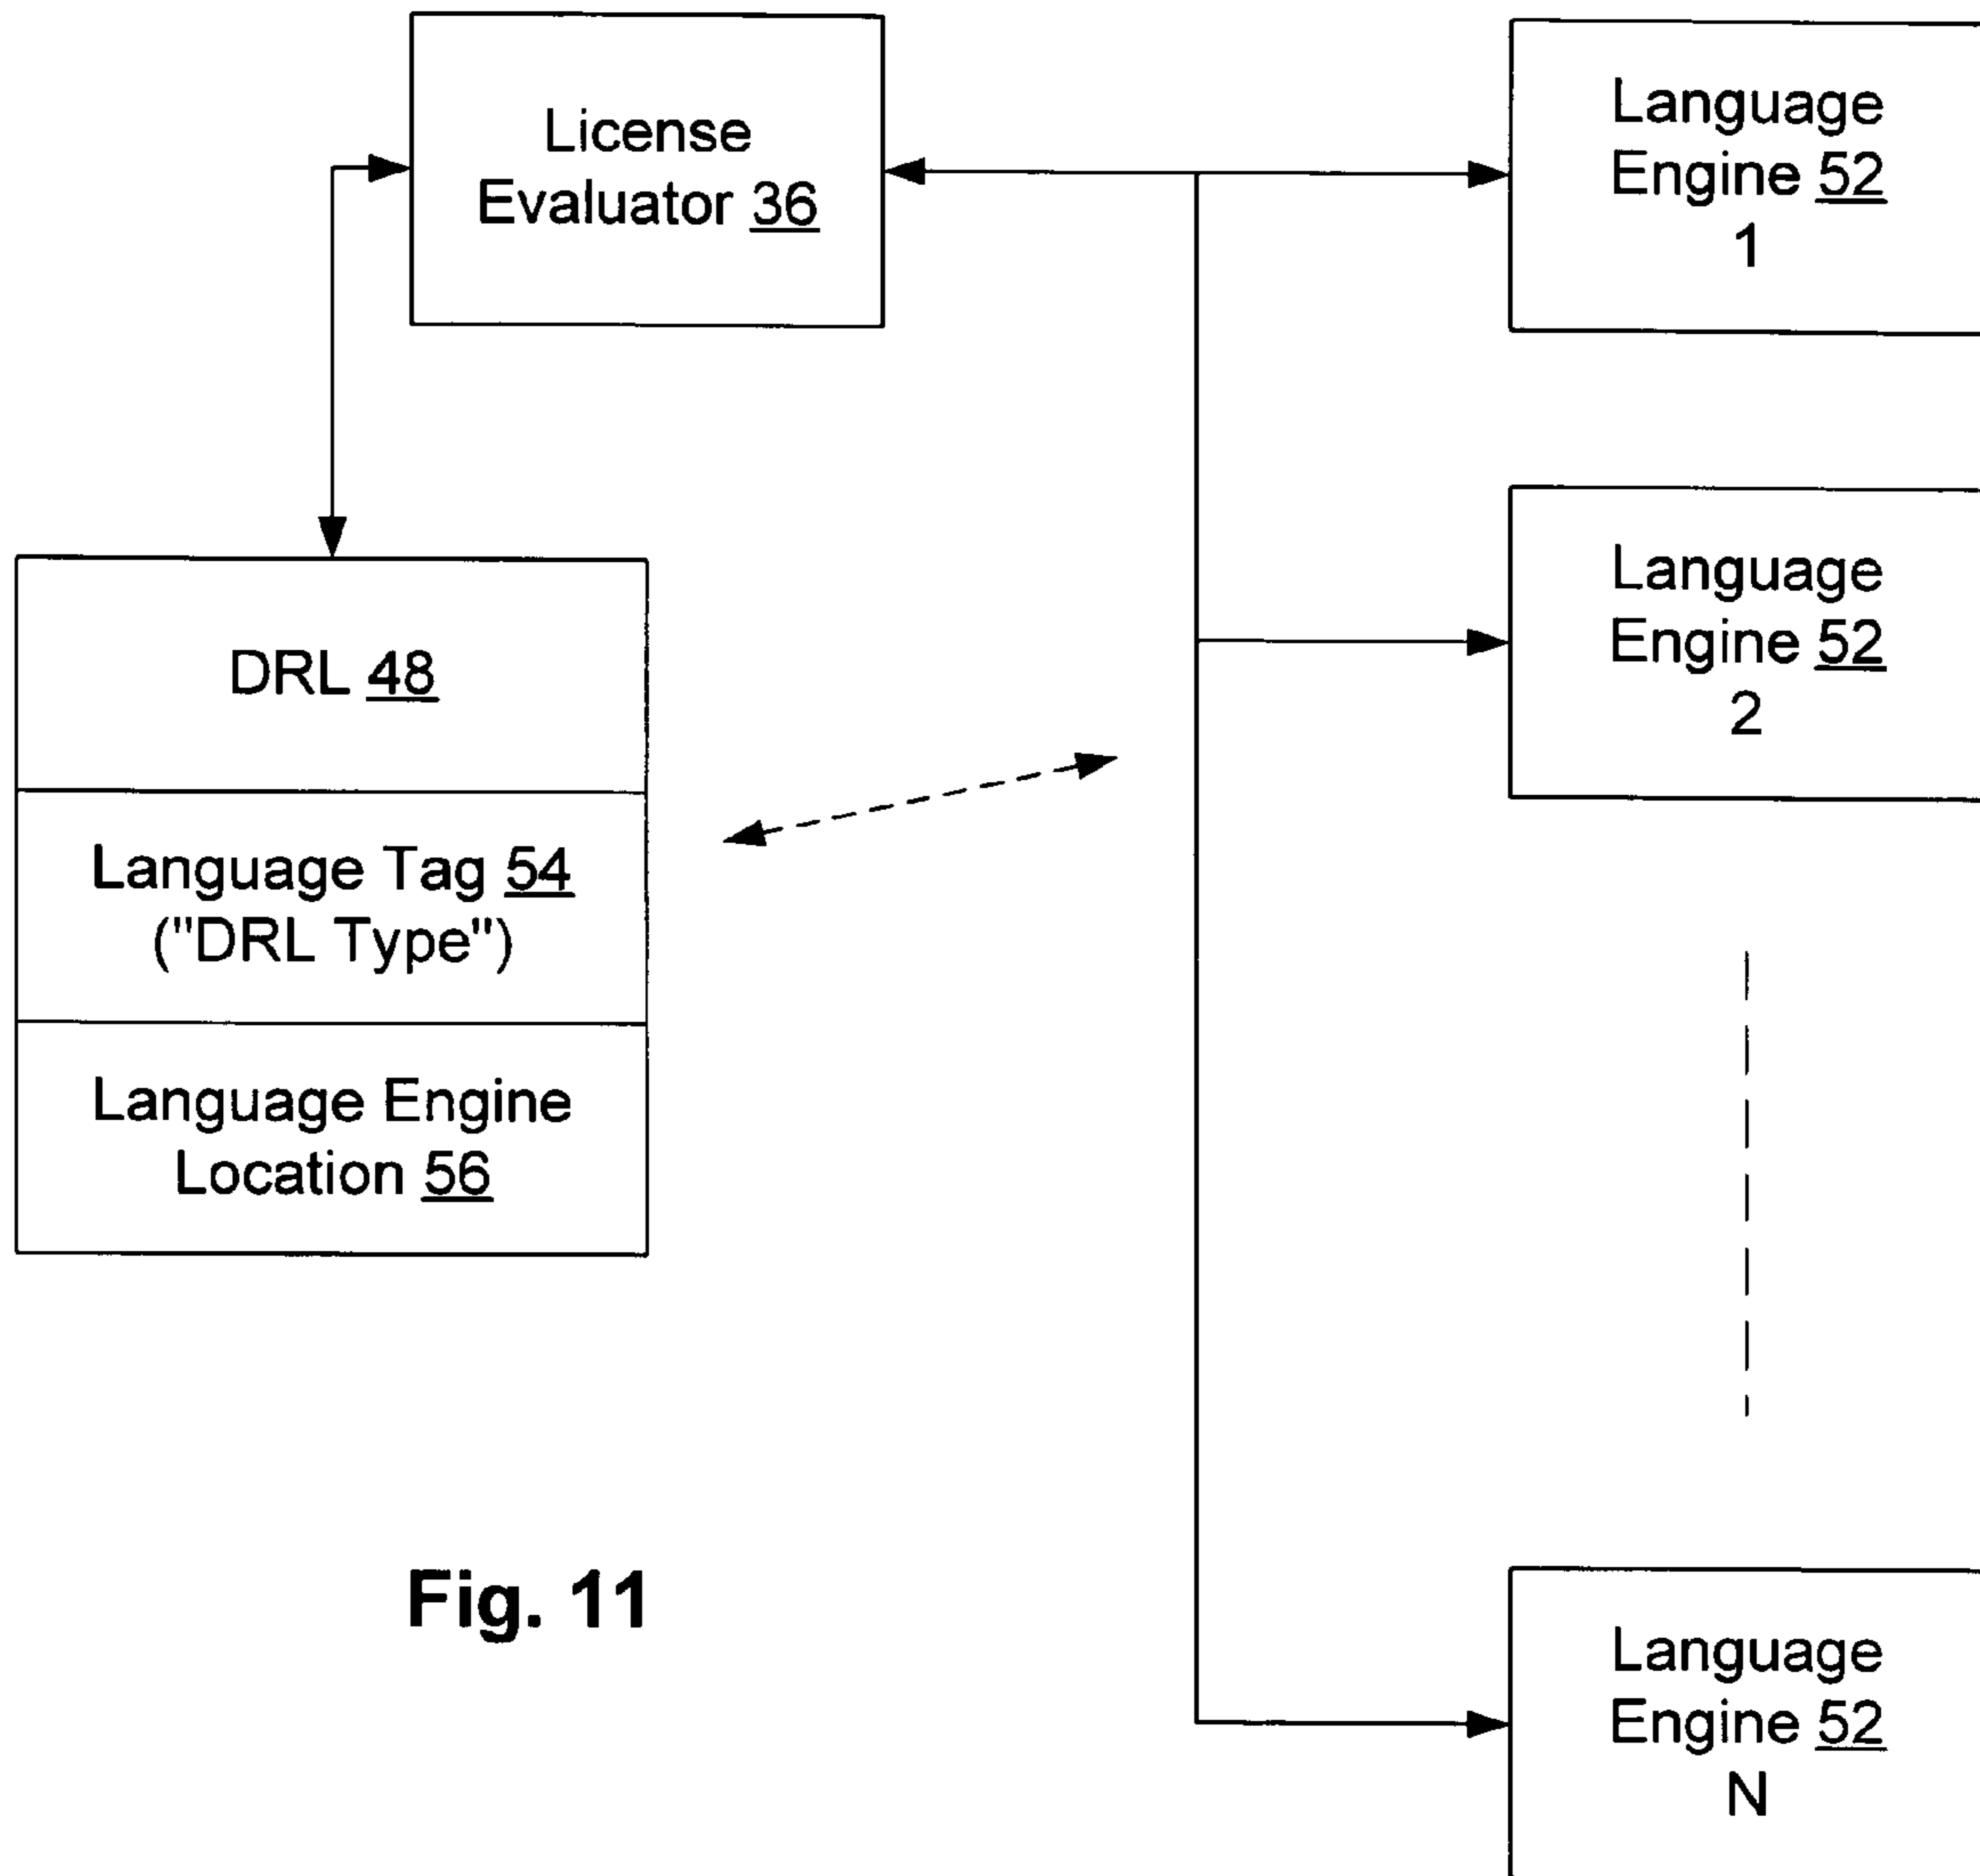 License
Evaluator 36
Language
Engine 52
1
Language
Engine 52
2
DRL 48
Language Tag 54
("DRL Type")
Language Engine
Location 56
Fig. 11
Language
Engine 52
N